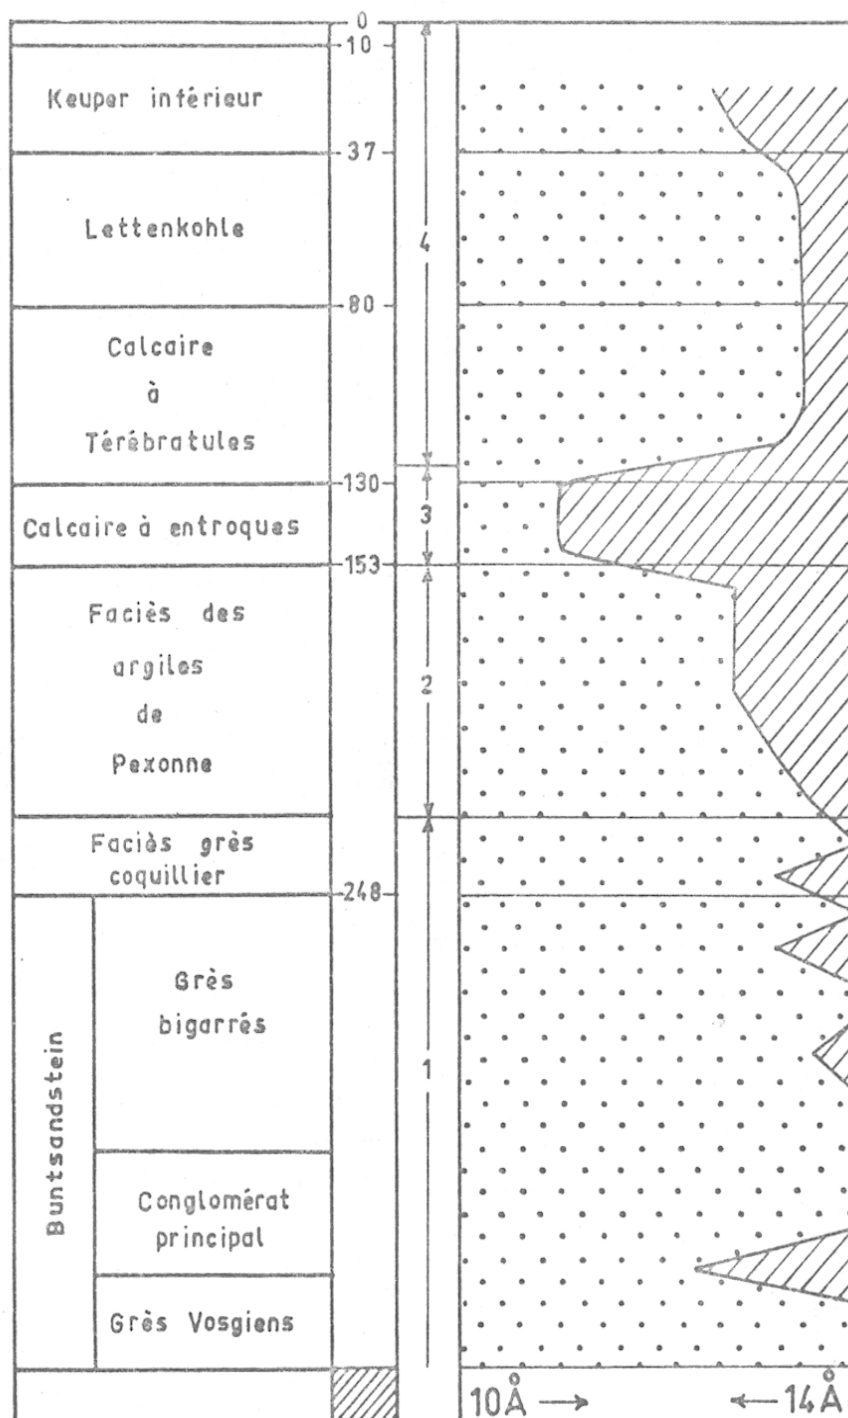 0
10
Keuper inférieur
37
Lettenkohle
4
80
Calcaire
à
Térébratules
130
Calcaire à entroques
3
153
Faciès des
argiles
de
Pexonne
2
Faciès grès
coquillier
248
Buntsandstein
Grès
bigarrés
1
Conglomérat
principal
Grès Vosgiens
10Å → ← 14Å